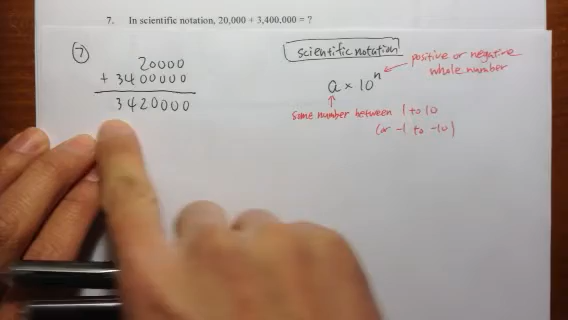 7. In scientific notation, 20,000 + 3,400,000 = ?
7
20000
+ 3400000
3420000
scientific notation
a × 10ⁿ
positive or negative
whole number
some number between 1 to 10
(or -1 to -10)